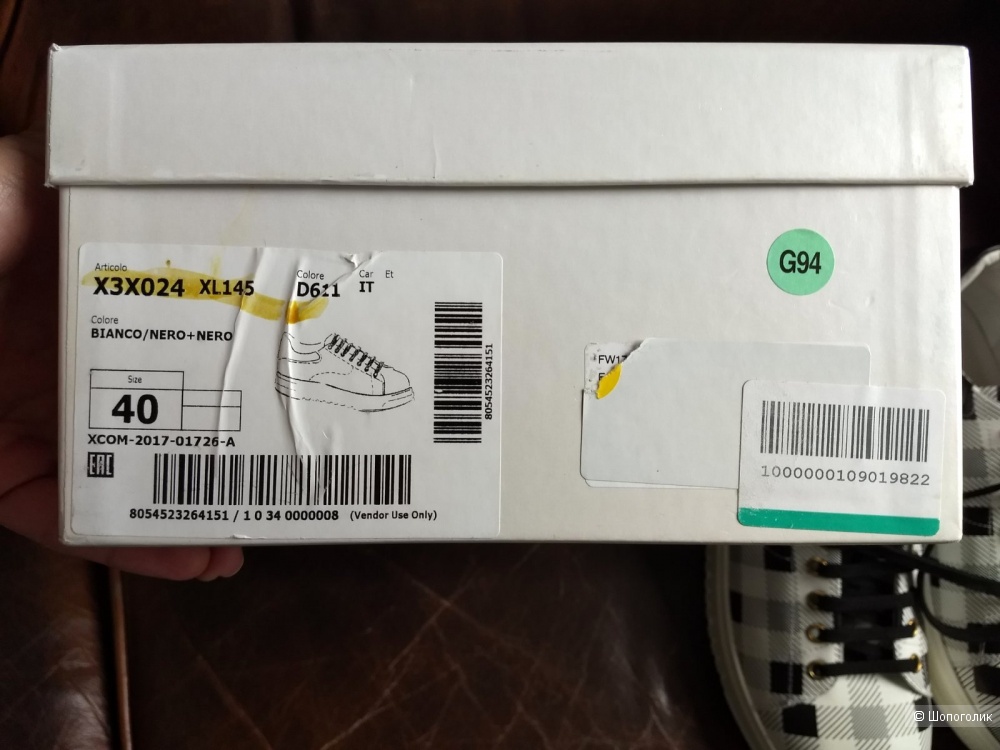 Articolo
X3X024 XL145
Colore
D611
Car
IT
Et
Colore
BIANCO/NERO+NERO
Size
40
XCOM-2017-01726-A
EAC
8054523264151
8054523264151 / 1 0 34 0000008 (Vendor Use Only)
G94
FW17
1000000109019822
© Шопоголик